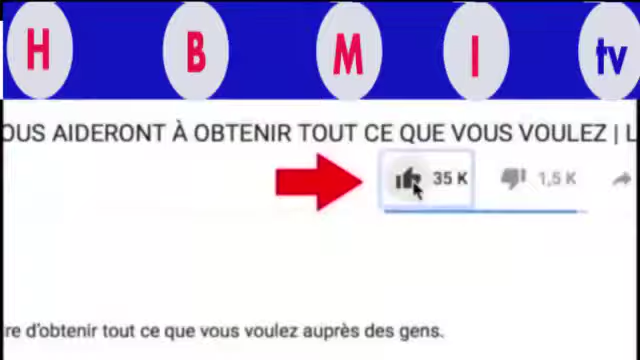 H B M I tv
OUS AIDERONT À OBTENIR TOUT CE QUE VOUS VOULEZ | L
35 K 1,5 K
re d'obtenir tout ce que vous voulez auprès des gens.